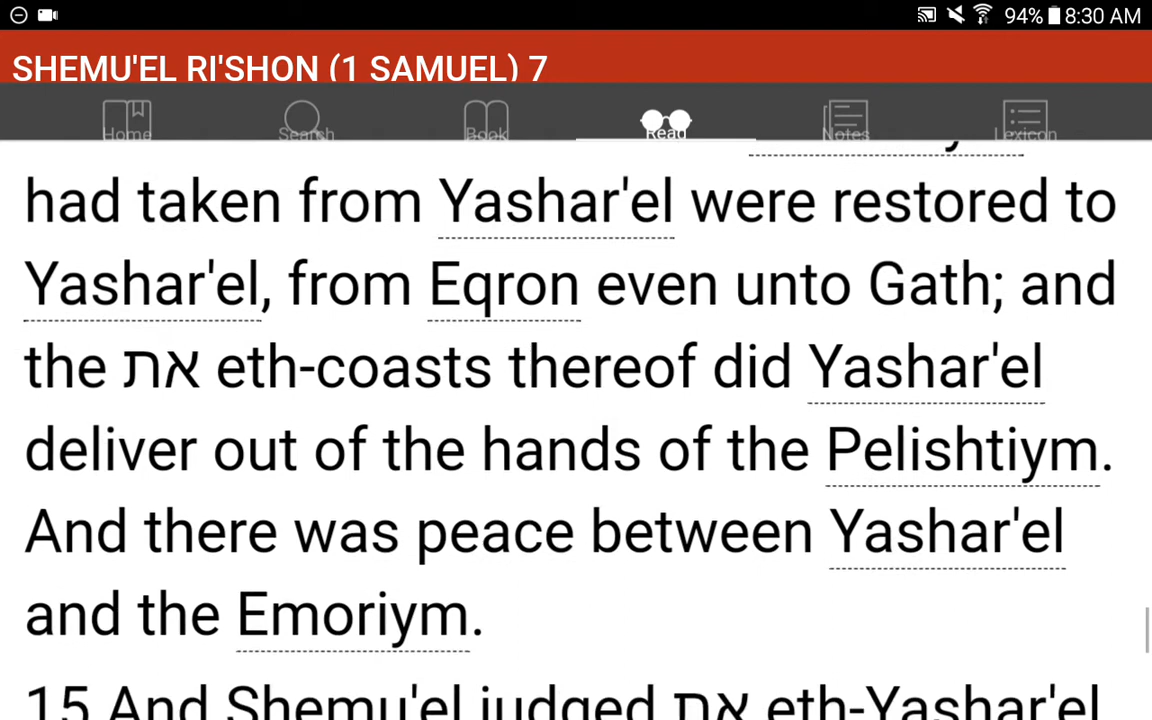 94% 8:30 AM
SHEMU'EL RI'SHON (1 SAMUEL) 7
Home Search Book Read Notes Lexicon
had taken from Yashar'el were restored to
Yashar'el, from Eqron even unto Gath; and
the את eth-coasts thereof did Yashar'el
deliver out of the hands of the Pelishtiym.
And there was peace between Yashar'el
and the Emoriym.
15 And Shemu'el judged את eth-Yashar'el